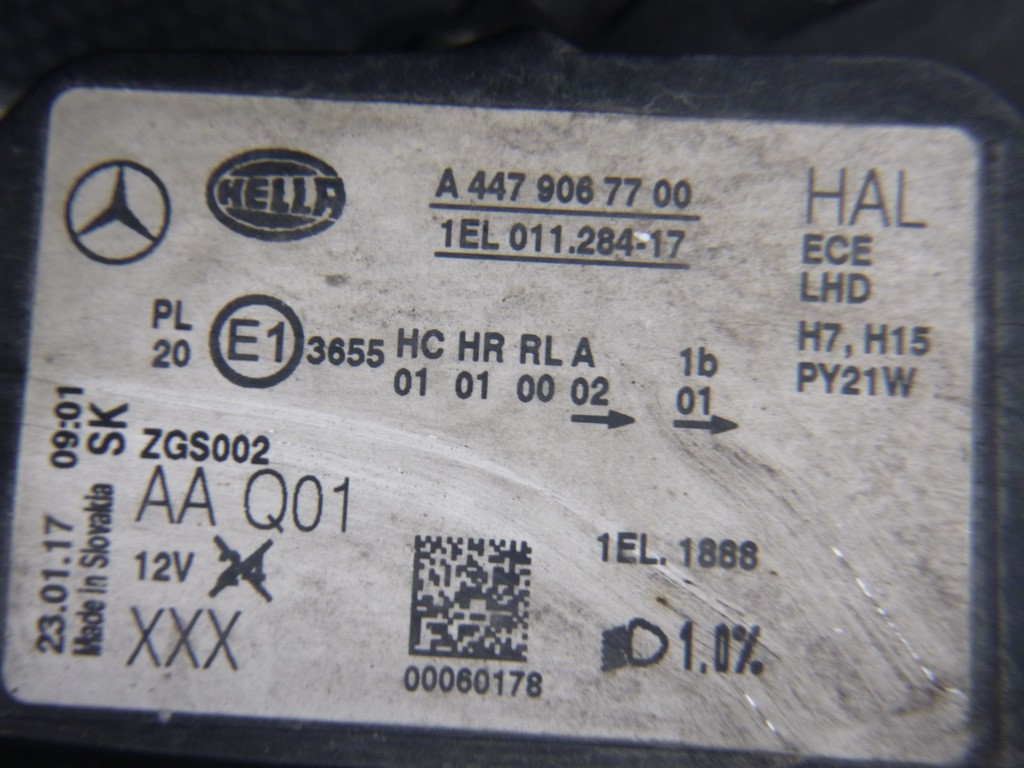 HELLA
A 447 906 77 00
1EL 011.284-17
HAL
ECE
LHD
H7, H15
PY21W
PL
20
E1
3655
HC HR RL A
01 01 00 02
1b
01
ZGS002
AA Q01
12V
XXX
09:01
SK
23.01.17
Made in Slovakia
00060178
1EL. 1888
1.0%